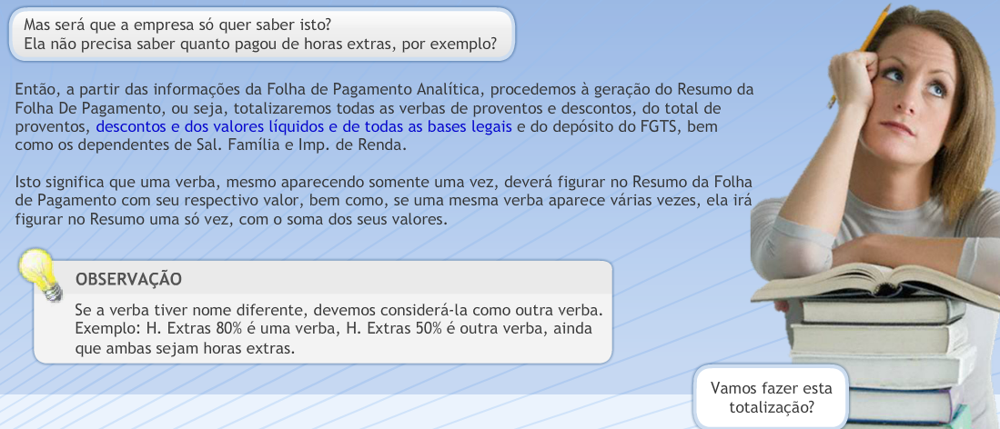 Mas será que a empresa só quer saber isto?
Ela não precisa saber quanto pagou de horas extras, por exemplo?
Então, a partir das informações da Folha de Pagamento Analítica, procedemos à geração do Resumo da
Folha De Pagamento, ou seja, totalizaremos todas as verbas de proventos e descontos, do total de
proventos, descontos e dos valores líquidos e de todas as bases legais e do depósito do FGTS, bem
como os dependentes de Sal. Família e Imp. de Renda.
Isto significa que uma verba, mesmo aparecendo somente uma vez, deverá figurar no Resumo da Folha
de Pagamento com seu respectivo valor, bem como, se uma mesma verba aparece várias vezes, ela irá
figurar no Resumo uma só vez, com o soma dos seus valores.
OBSERVAÇÃO
Se a verba tiver nome diferente, devemos considerá-la como outra verba.
Exemplo: H. Extras 80% é uma verba, H. Extras 50% é outra verba, ainda
que ambas sejam horas extras.
Vamos fazer esta
totalização?